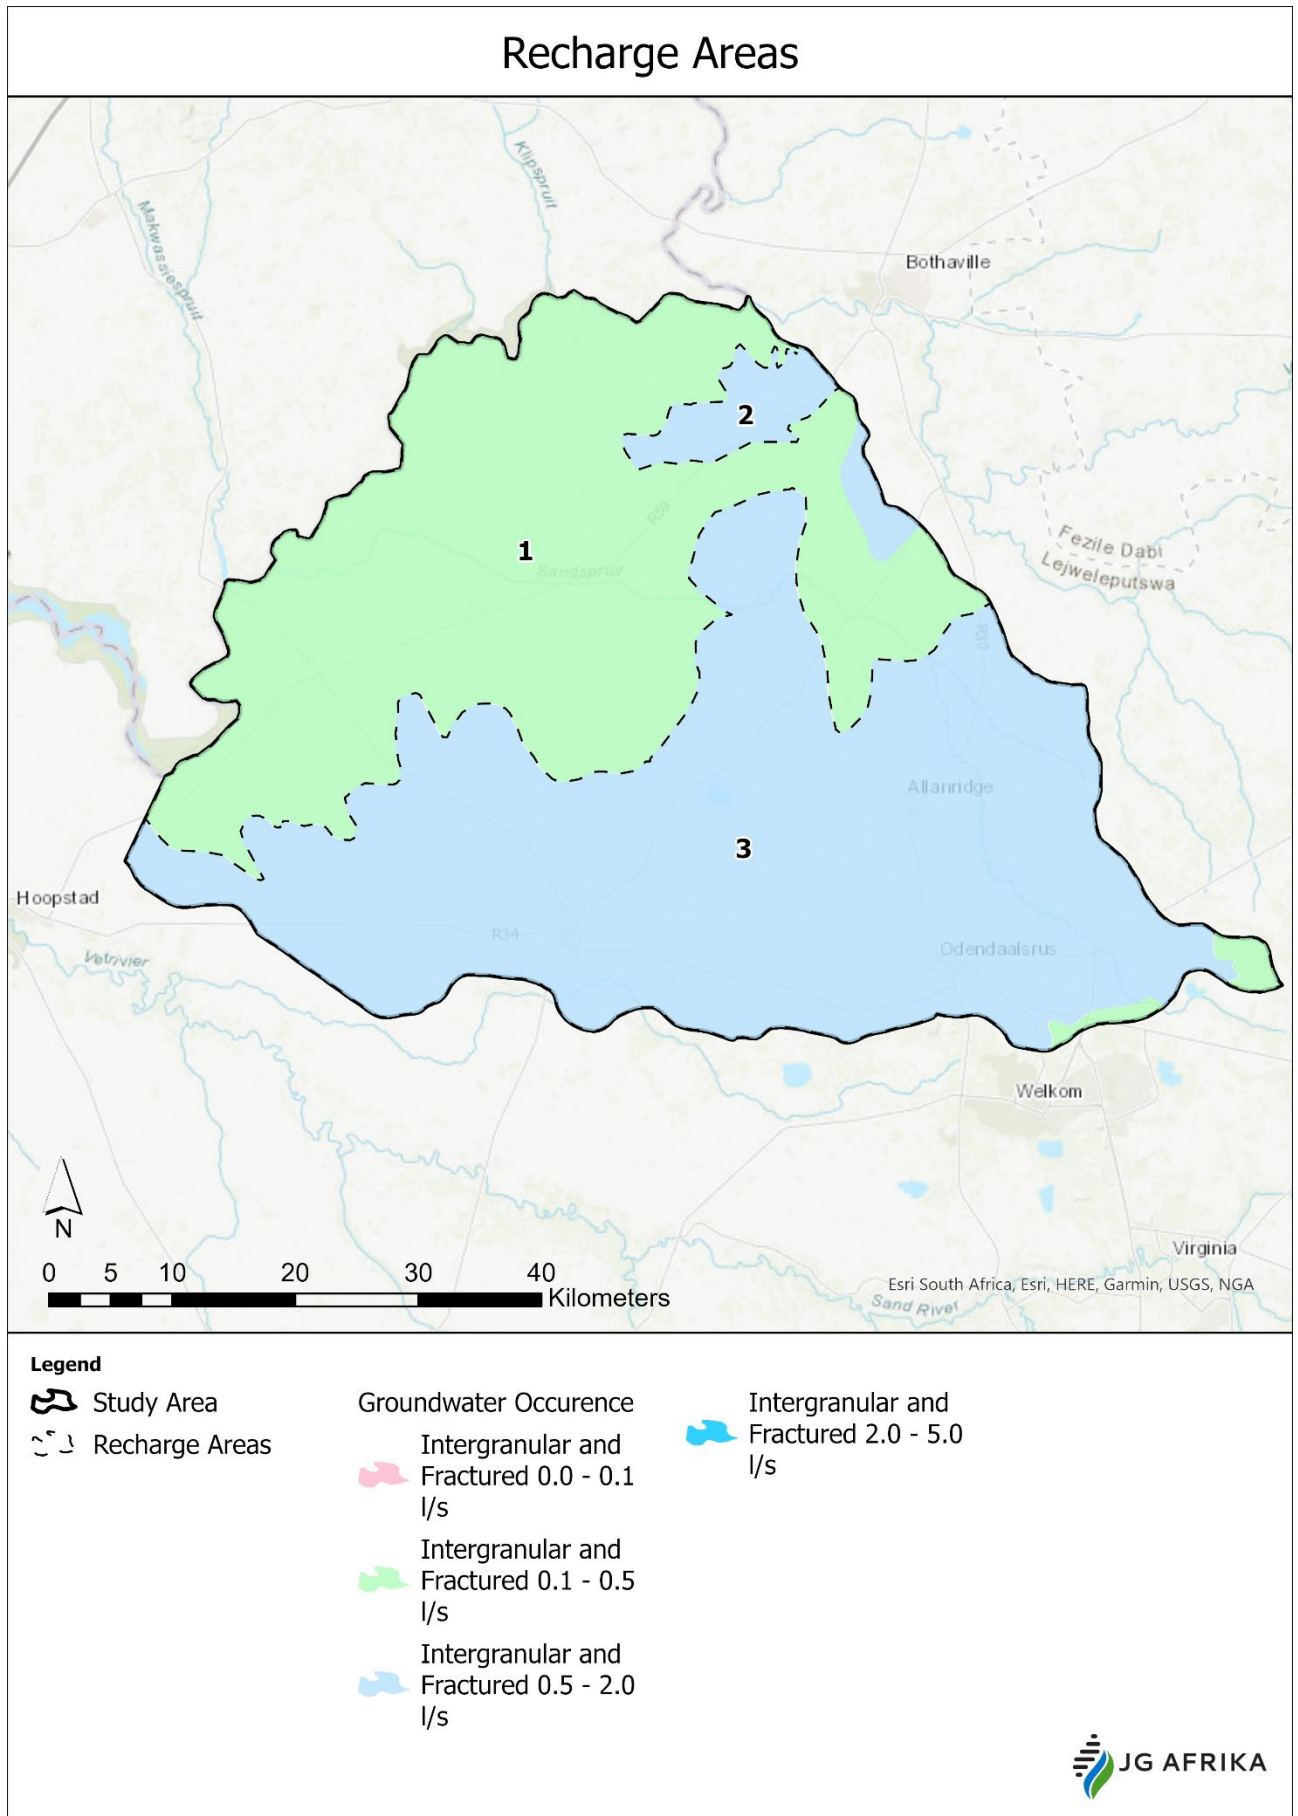 Recharge Areas
Klipspruit
Makwassiespruit
Bothaville
2
R59
1
Sandspruit
Fezile Dabi
Lejweleputswa
R30
Allanridge
3
Hoopstad
R34
Odendaalsrus
Vetrivier
Welkom
N
Virginia
0 5 10 20 30 40
Kilometers
Esri South Africa, Esri, HERE, Garmin, USGS, NGA
Sand River
Legend
Study Area
Recharge Areas
Groundwater Occurence
Intergranular and
Fractured 0.0 - 0.1
l/s
Intergranular and
Fractured 0.1 - 0.5
l/s
Intergranular and
Fractured 0.5 - 2.0
l/s
Intergranular and
Fractured 2.0 - 5.0
l/s
JG AFRIKA